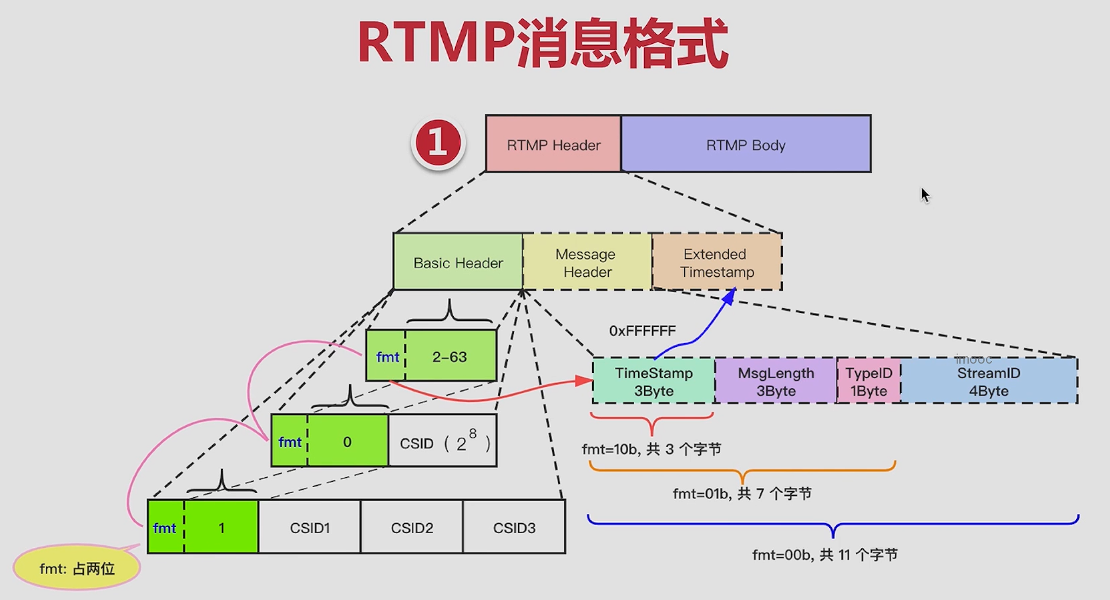 RTMP消息格式
1
RTMP Header
RTMP Body
Basic Header
Message
Header
Extended
Timestamp
0xFFFFFF
fmt
2-63
imooc
TimeStamp
3Byte
MsgLength
3Byte
TypeID
1Byte
StreamID
4Byte
fmt
0
CSID ( 2^8 )
fmt=10b, 共 3 个字节
fmt=01b, 共 7 个字节
fmt
1
CSID1
CSID2
CSID3
fmt=00b, 共 11 个字节
fmt: 占两位